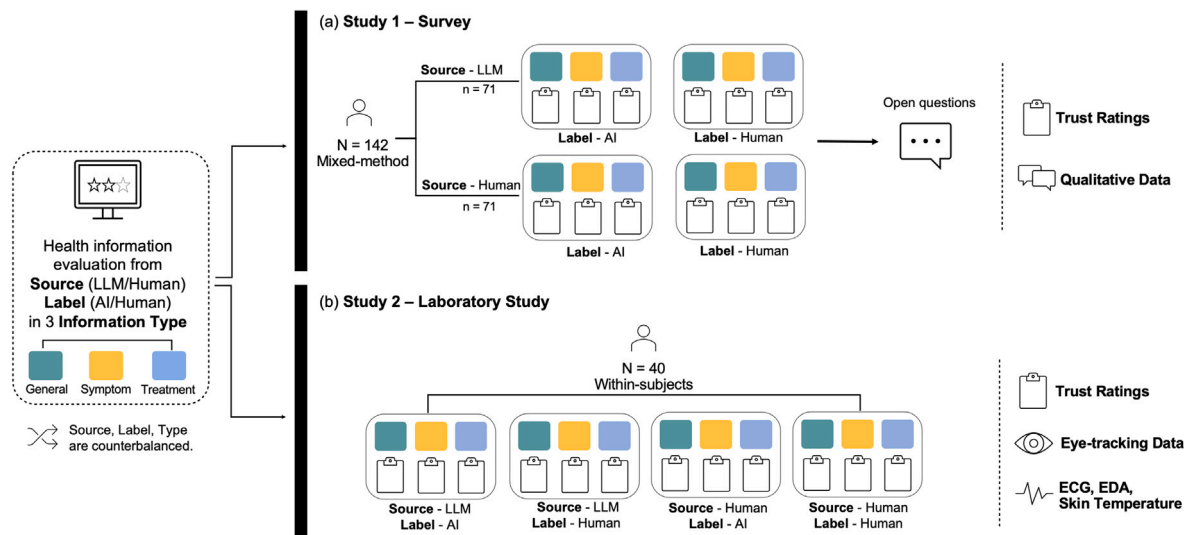 Health information
evaluation from
Source (LLM/Human)
Label (AI/Human)
in 3 Information Type
General
Symptom
Treatment
Source, Label, Type
are counterbalanced.
(a) Study 1 – Survey
N = 142
Mixed-method
Source - LLM
n = 71
Source - Human
n = 71
Label - AI
Label - Human
Label - AI
Label - Human
Open questions
Trust Ratings
Qualitative Data
(b) Study 2 – Laboratory Study
N = 40
Within-subjects
Source - LLM
Label - AI
Source - LLM
Label - Human
Source - Human
Label - AI
Source - Human
Label - Human
Trust Ratings
Eye-tracking Data
ECG, EDA,
Skin Temperature